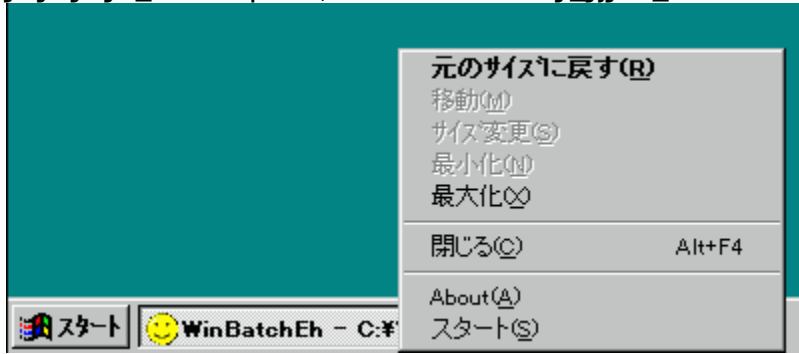 元のサイズに戻す(R)
移動(M)
サイズ変更(S)
最小化(N)
最大化(X)
閉じる(C) Alt+F4
About(A)
スタート(S)
スタート
WinBatchEh - C:¥